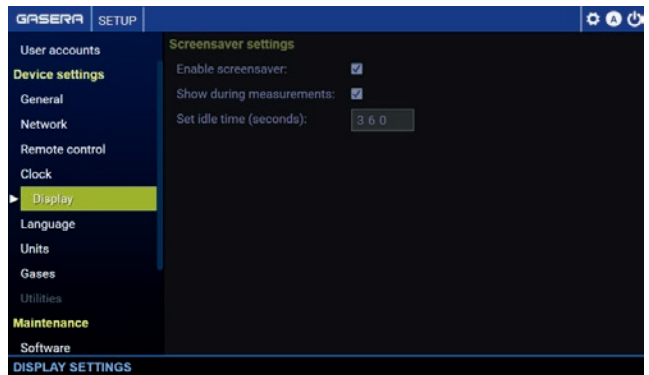 GASERA SETUP A
User accounts
Device settings
General
Network
Remote control
Clock
Display
Language
Units
Gases
Utilities
Maintenance
Software
Screensaver settings
Enable screensaver:
Show during measurements:
Set idle time (seconds): 360
DISPLAY SETTINGS